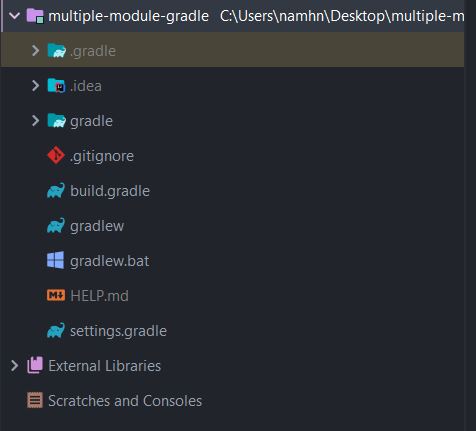 multiple-module-gradle C:\Users\namhn\Desktop\multiple-m
.gradle
.idea
gradle
.gitignore
build.gradle
gradlew
gradlew.bat
HELP.md
settings.gradle
External Libraries
Scratches and Consoles